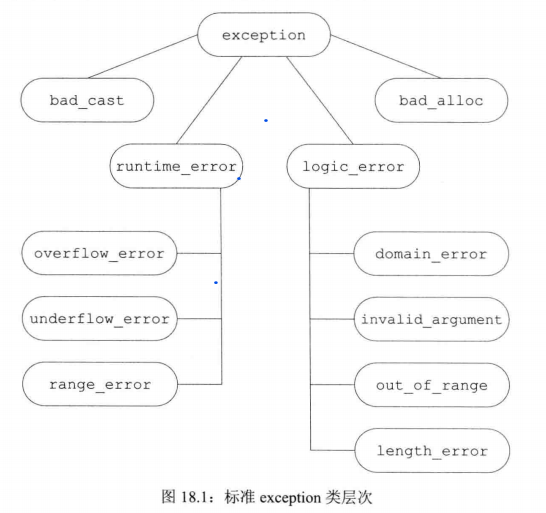 exception
bad_cast
bad_alloc
runtime_error
logic_error
overflow_error
domain_error
underflow_error
invalid_argument
range_error
out_of_range
length_error
图 18.1：标准 exception 类层次